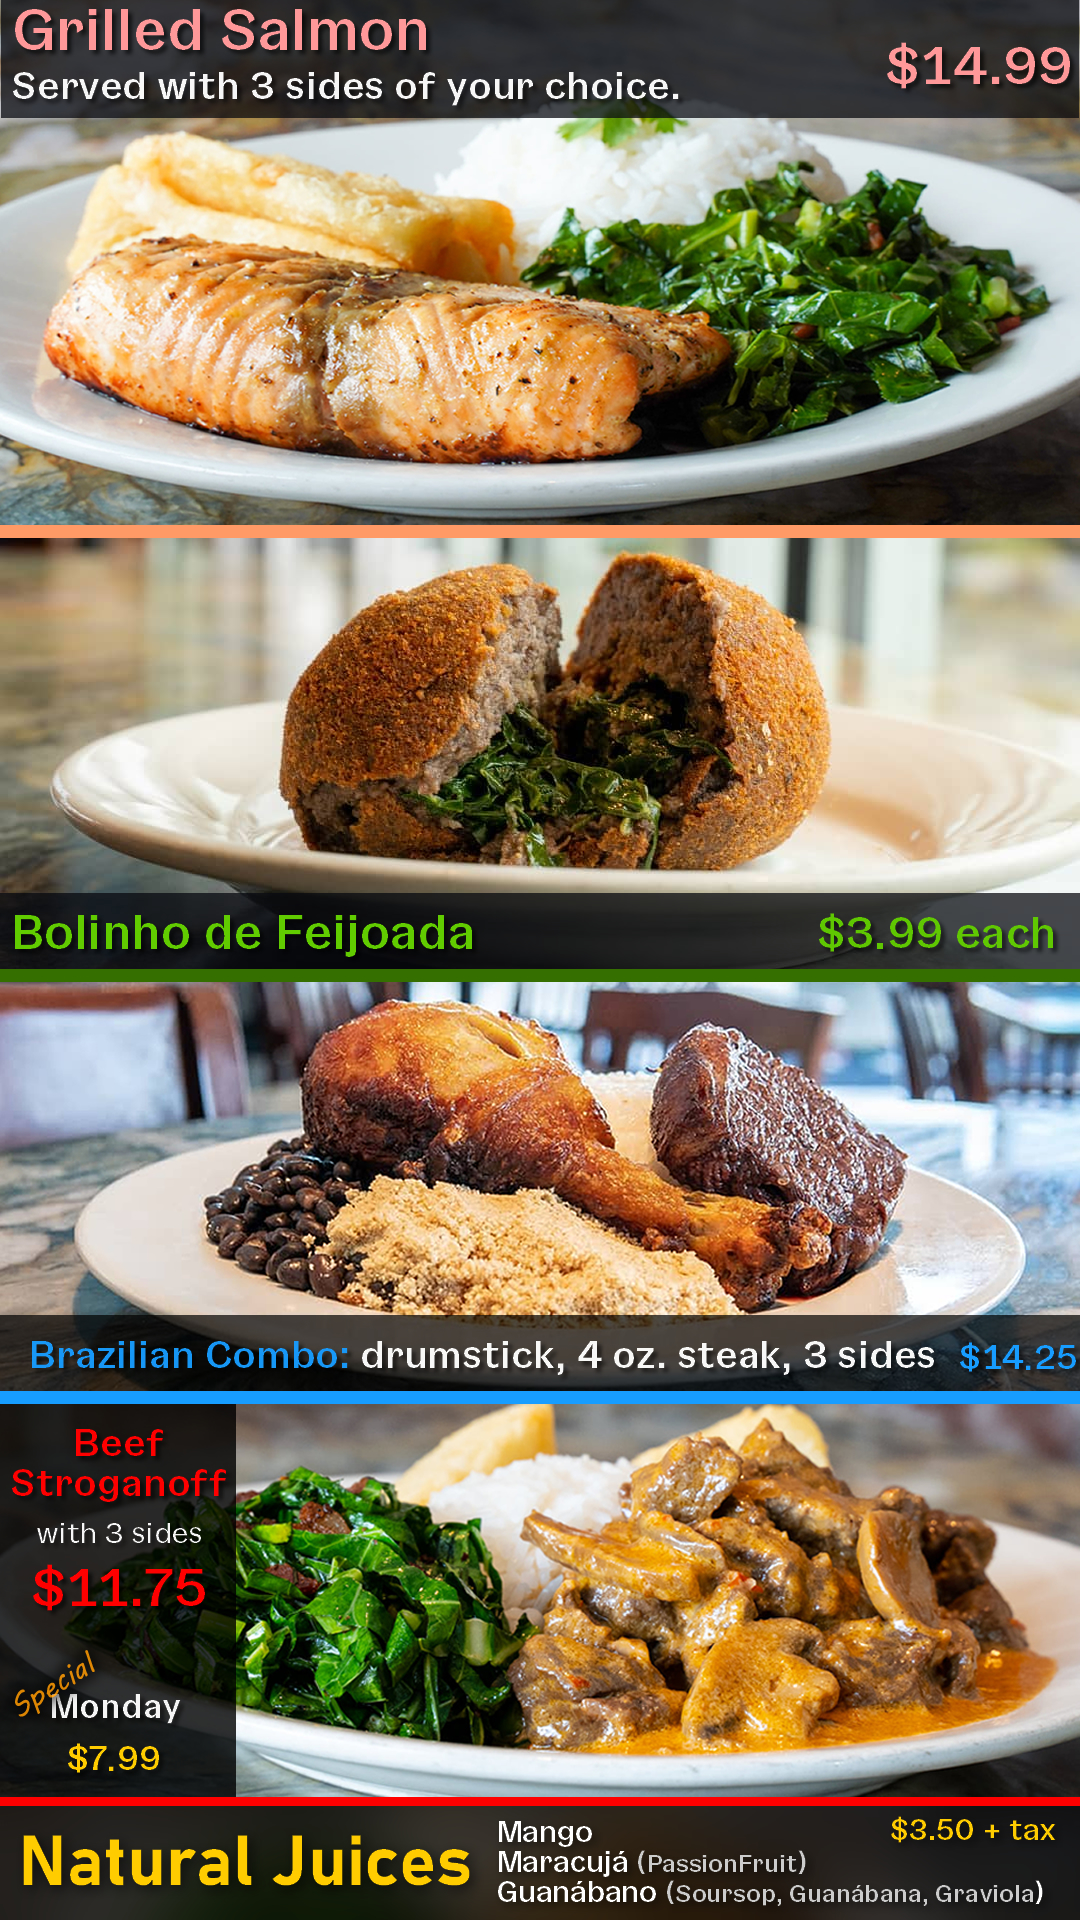 Grilled Salmon
Served with 3 sides of your choice.
$14.99
Bolinho de Feijoada
$3.99 each
Brazilian Combo: drumstick, 4 oz. steak, 3 sides $14.25
Beef
Stroganoff
with 3 sides
$11.75
Special
Monday
$7.99
Natural Juices
Mango
$3.50 + tax
Maracujá (PassionFruit)
Guanábano (Soursop, Guanábana, Graviola)